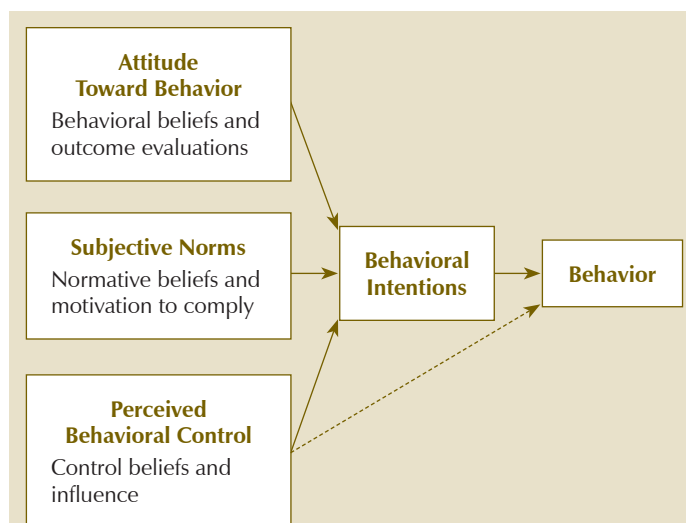 Attitude
Toward Behavior
Behavioral beliefs and
outcome evaluations
Subjective Norms
Normative beliefs and
motivation to comply
Perceived
Behavioral Control
Control beliefs and
influence
Behavioral
Intentions
Behavior